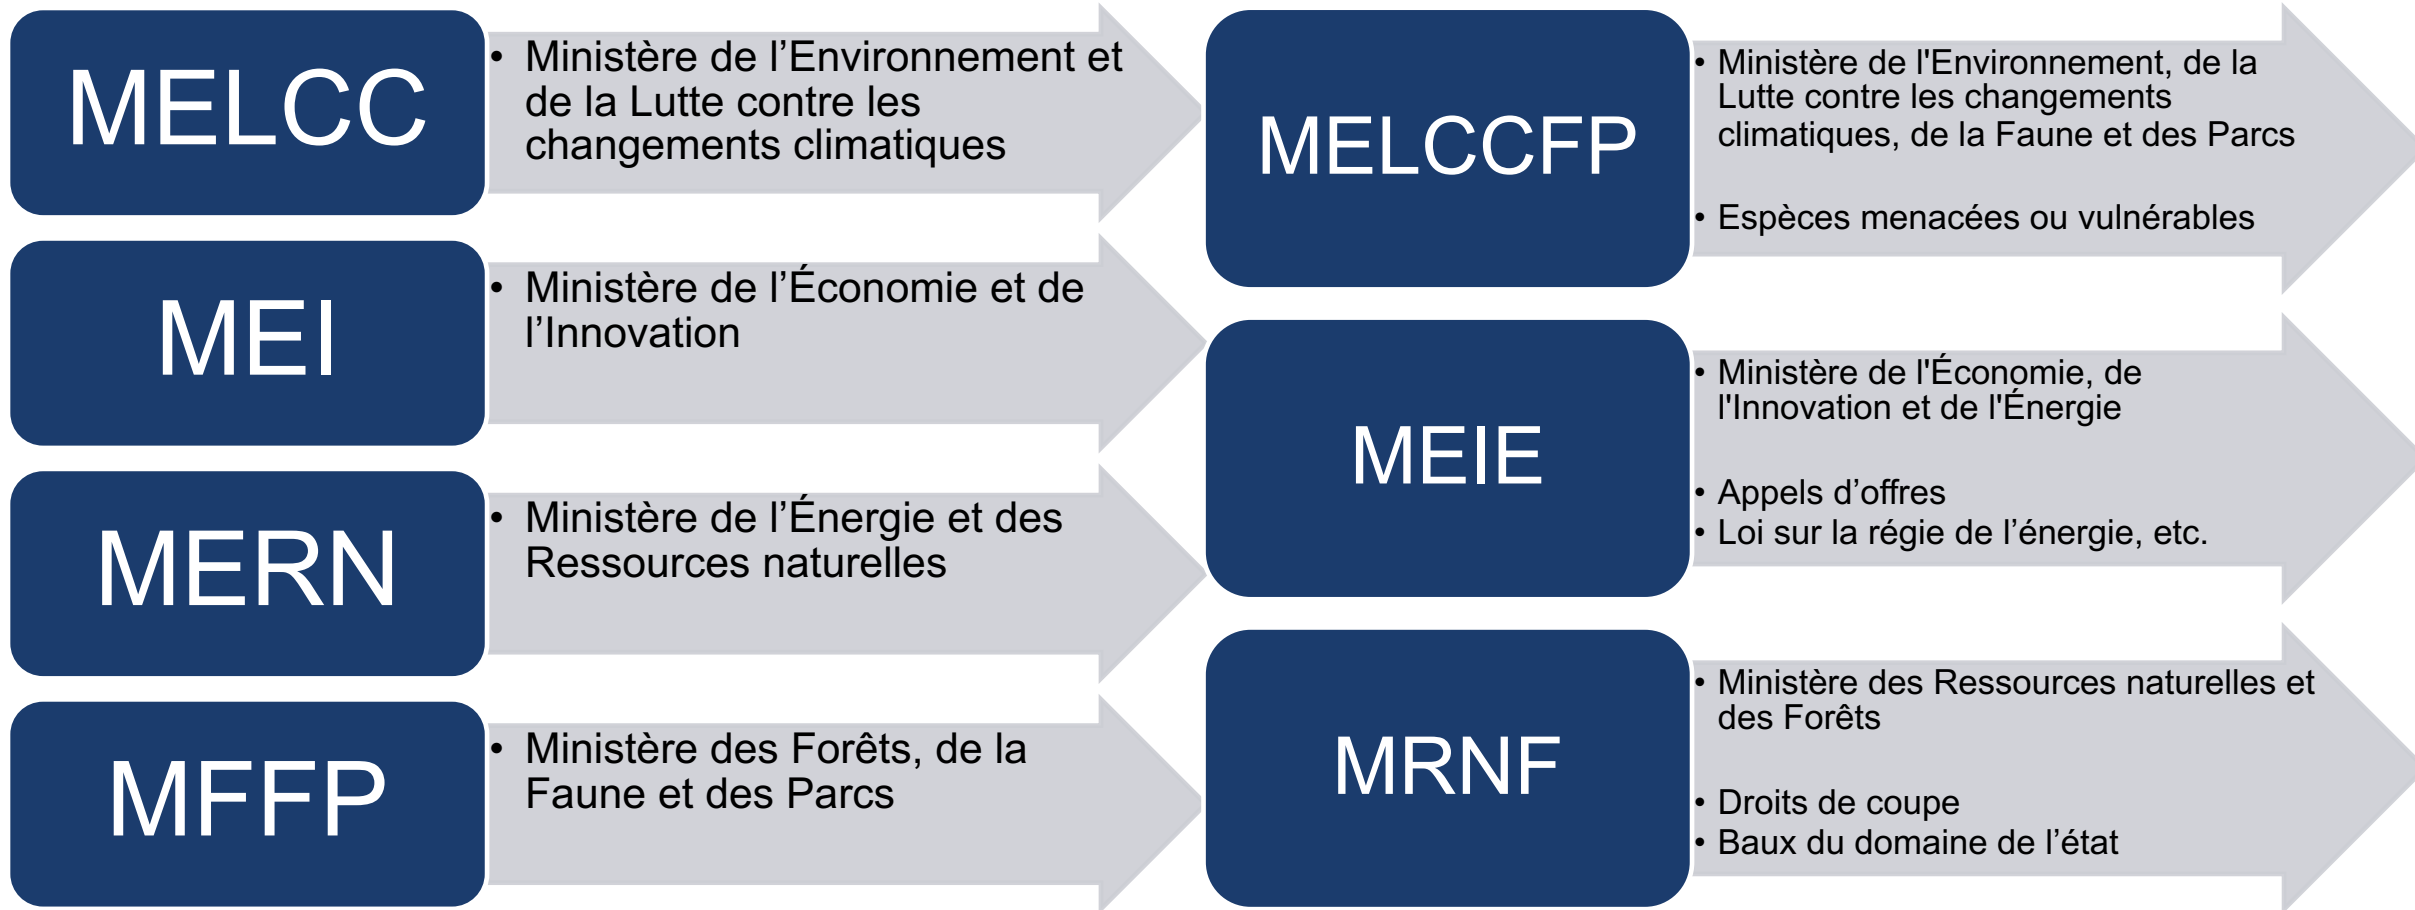 MELCC
• Ministère de l’Environnement et
de la Lutte contre les
changements climatiques
MEI
• Ministère de l’Économie et de
l’Innovation
MERN
• Ministère de l’Énergie et des
Ressources naturelles
MFFP
• Ministère des Forêts, de la
Faune et des Parcs
MELCCFP
• Ministère de l'Environnement, de la
Lutte contre les changements
climatiques, de la Faune et des Parcs
• Espèces menacées ou vulnérables
MEIE
• Ministère de l'Économie, de
l'Innovation et de l'Énergie
• Appels d’offres
• Loi sur la régie de l’énergie, etc.
MRNF
• Ministère des Ressources naturelles et
des Forêts
• Droits de coupe
• Baux du domaine de l’état